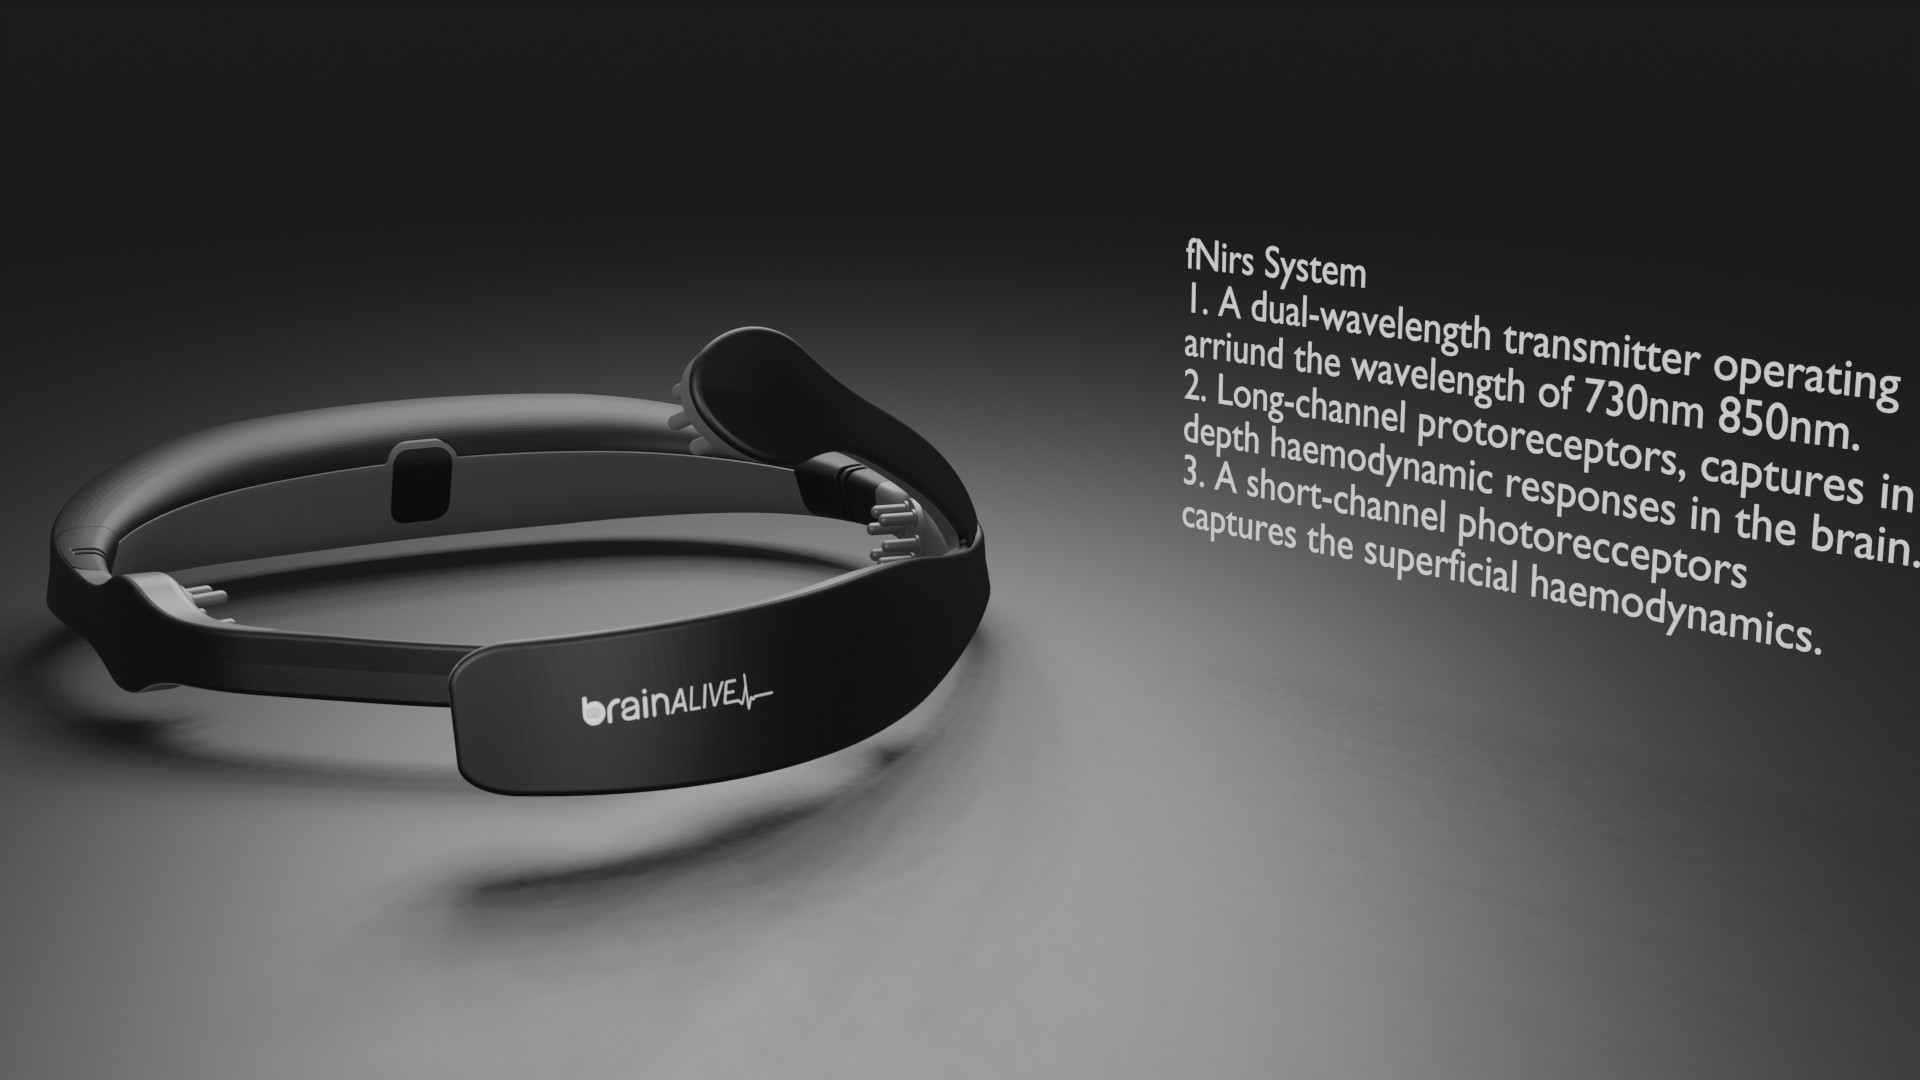 fNirs System
1. A dual-wavelength transmitter operating
arriund the wavelength of 730nm 850nm.
2. Long-channel protoreceptors, captures in
depth haemodynamic responses in the brain.
3. A short-channel photorecceptors
captures the superficial haemodynamics.
brainALIVE